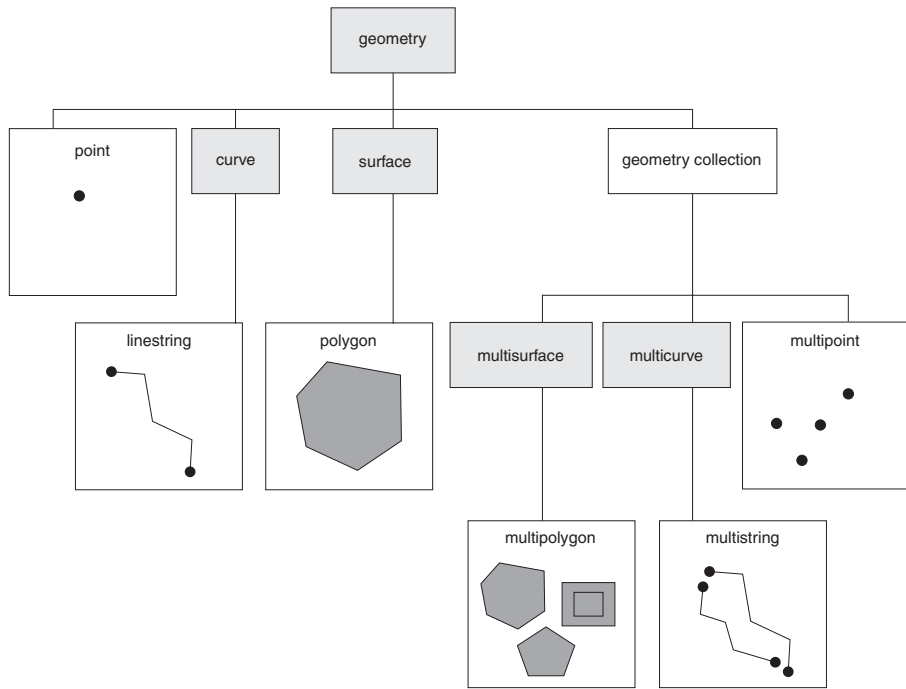 geometry
point
curve
surface
geometry collection
linestring
polygon
multisurface
multicurve
multipoint
multipolygon
multistring